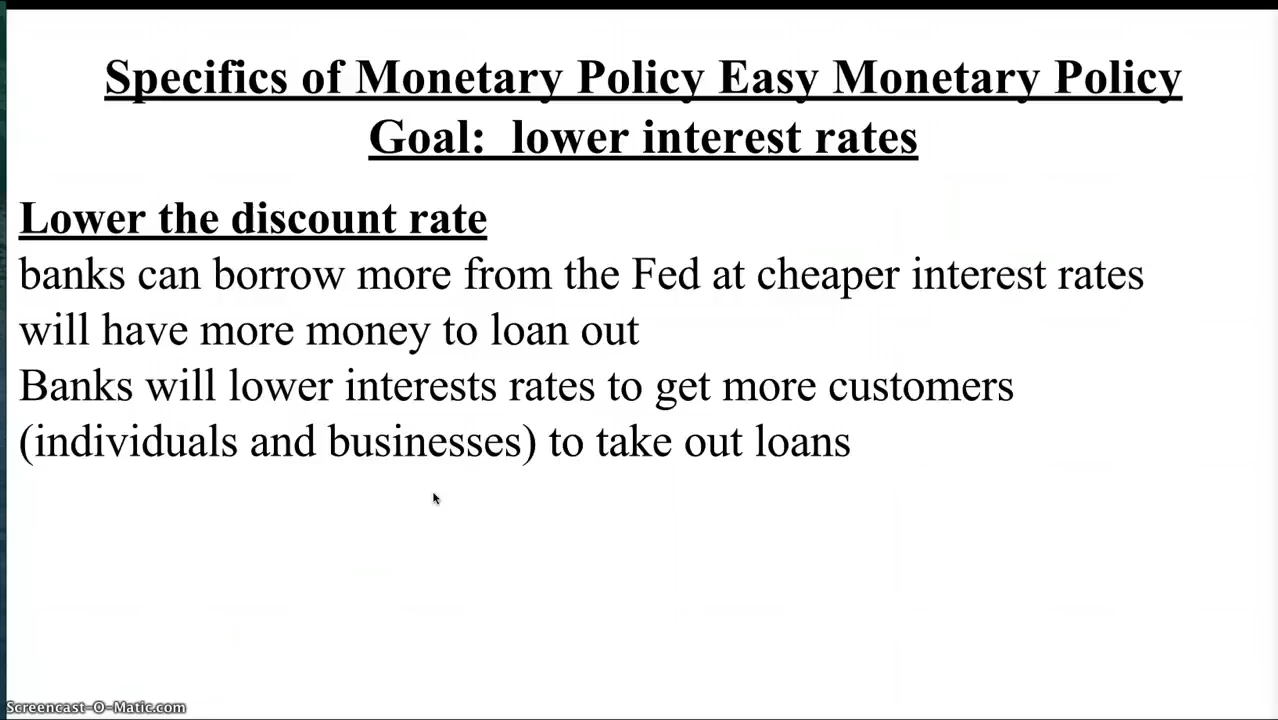 Specifics of Monetary Policy Easy Monetary Policy
Goal:  lower interest rates
Lower the discount rate
banks can borrow more from the Fed at cheaper interest rates
will have more money to loan out
Banks will lower interests rates to get more customers
(individuals and businesses) to take out loans
Screencast-O-Matic.com